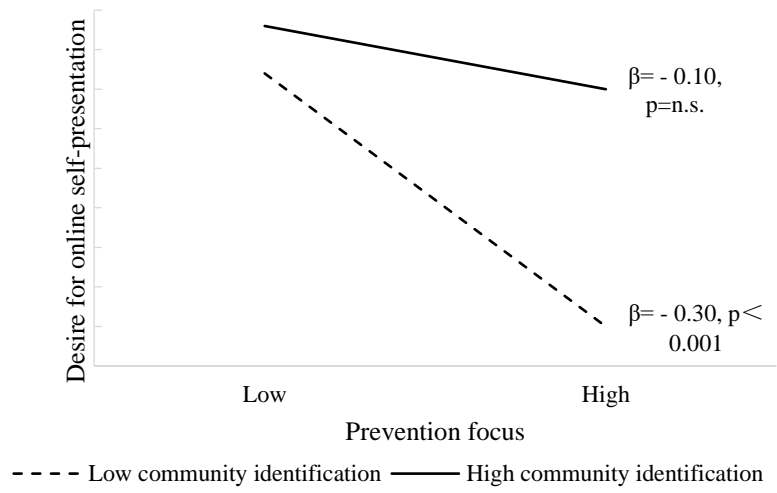 Desire for online self-presentation
β= - 0.10,
p=n.s.
β= - 0.30, p＜
0.001
Low
High
Prevention focus
Low community identification
High community identification